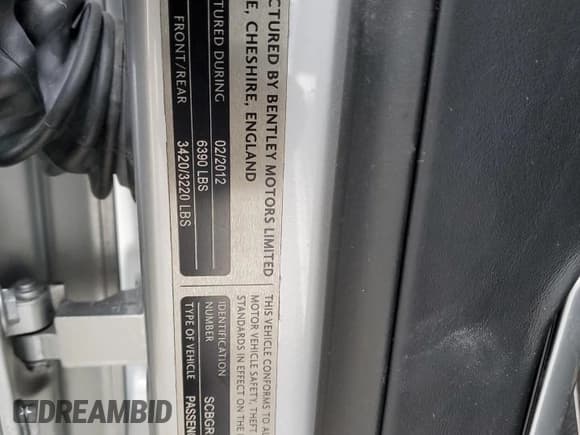 CTURED BY BENTLEY MOTORS LIMITED
E, CHESHIRE, ENGLAND
TURED DURING 02/2012
6390 LBS
FRONT/REAR 3420/3220 LBS
THIS VEHICLE CONFORMS TO A
MOTOR VEHICLE SAFETY, THEFT
STANDARDS IN EFFECT ON THE
IDENTIFICATION
NUMBER SCBGR
TYPE OF VEHICLE PASSEN
DREAMBID